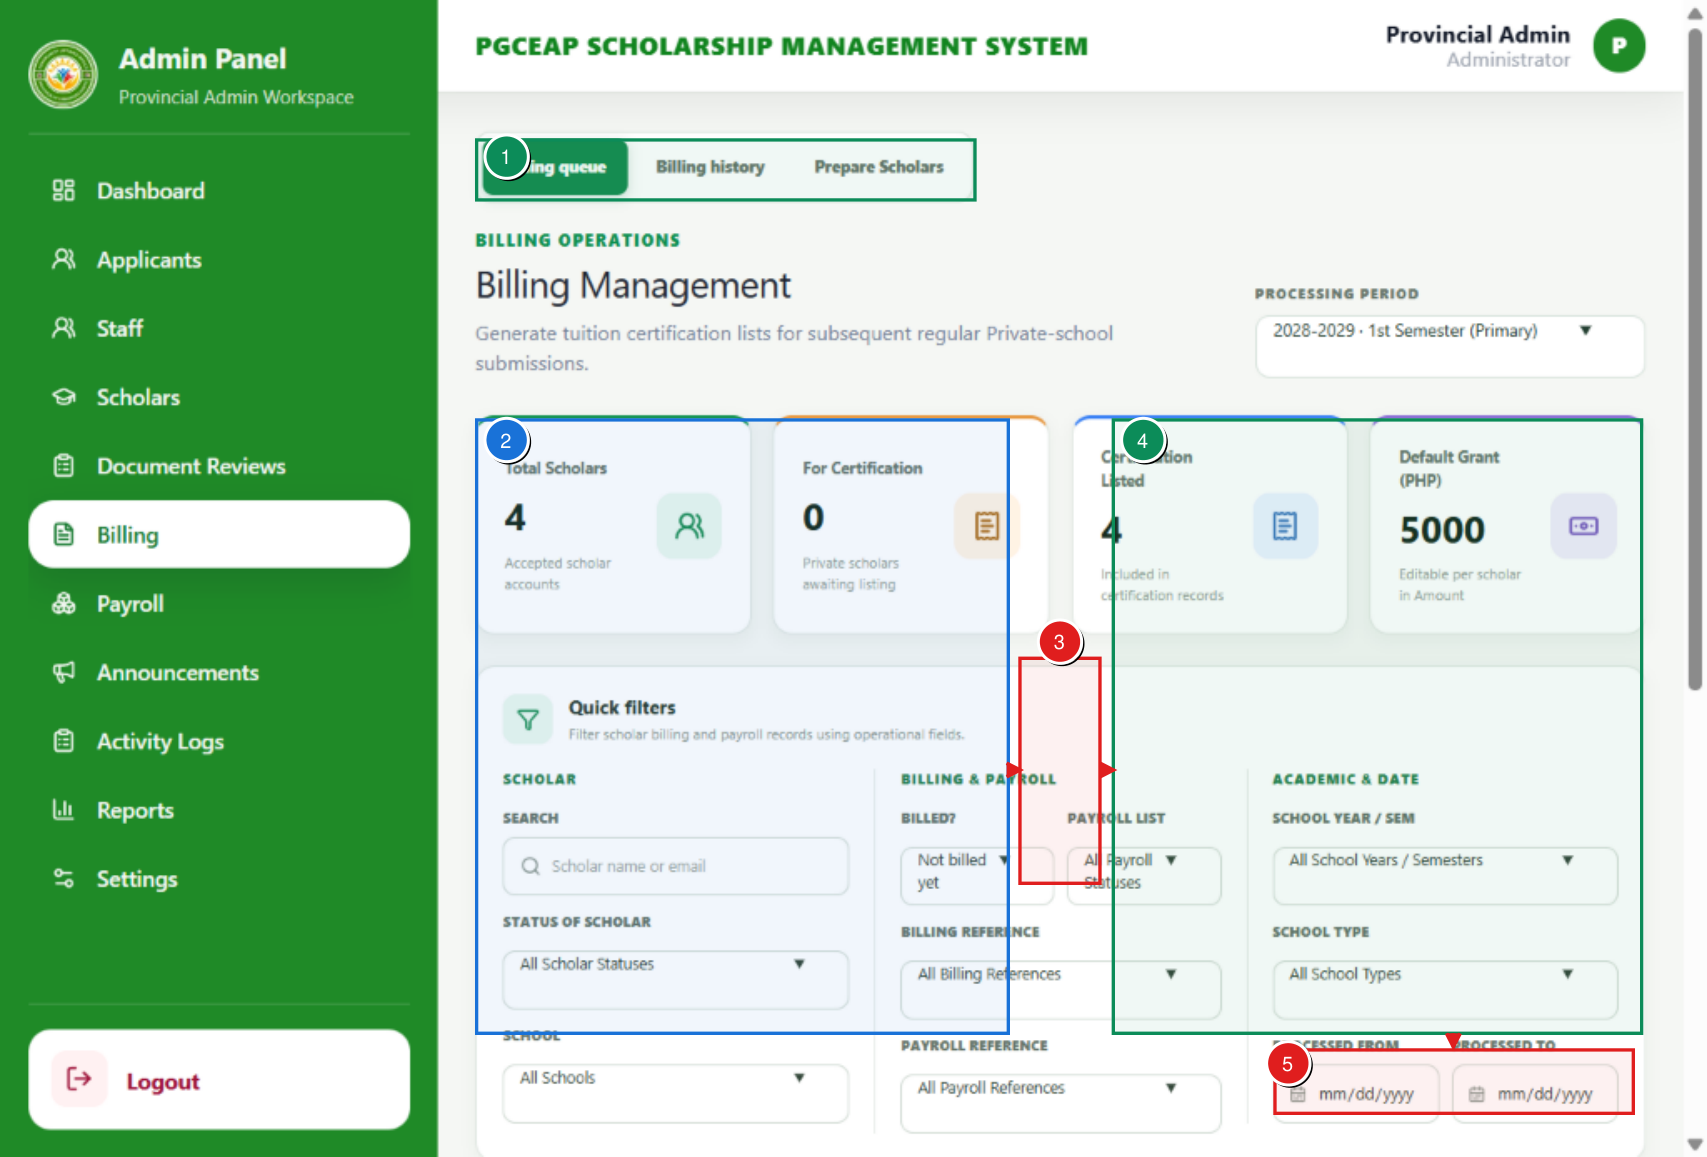 Admin Panel
Provincial Admin Workspace
Dashboard
Applicants
Staff
Scholars
Document Reviews
Billing
Payroll
Announcements
Activity Logs
Reports
Settings
Logout
PGCEAP SCHOLARSHIP MANAGEMENT SYSTEM
Provincial Admin
Administrator
P
1
queue
Billing history
Prepare Scholars
BILLING OPERATIONS
Billing Management
Generate tuition certification lists for subsequent regular Private-school
submissions.
PROCESSING PERIOD
2028-2029 · 1st Semester (Primary)
2
Total Scholars
4
Accepted scholar
accounts
For Certification
0
Private scholars
awaiting listing
4
Listed
4
Included in
certification records
Default Grant
(PHP)
5000
Editable per scholar
in Amount
3
Quick filters
Filter scholar billing and payroll records using operational fields.
SCHOLAR
SEARCH
Scholar name or email
STATUS OF SCHOLAR
All Scholar Statuses
SCHOOL
All Schools
BILLING & PAYROLL
BILLED?
Not billed
yet
PAYROLL LIST
All Payroll
Statuses
BILLING REFERENCE
All Billing References
PAYROLL REFERENCE
All Payroll References
ACADEMIC & DATE
SCHOOL YEAR / SEM
All School Years / Semesters
SCHOOL TYPE
All School Types
5
FROM
mm/dd/yyyy
PROCESSED TO
mm/dd/yyyy